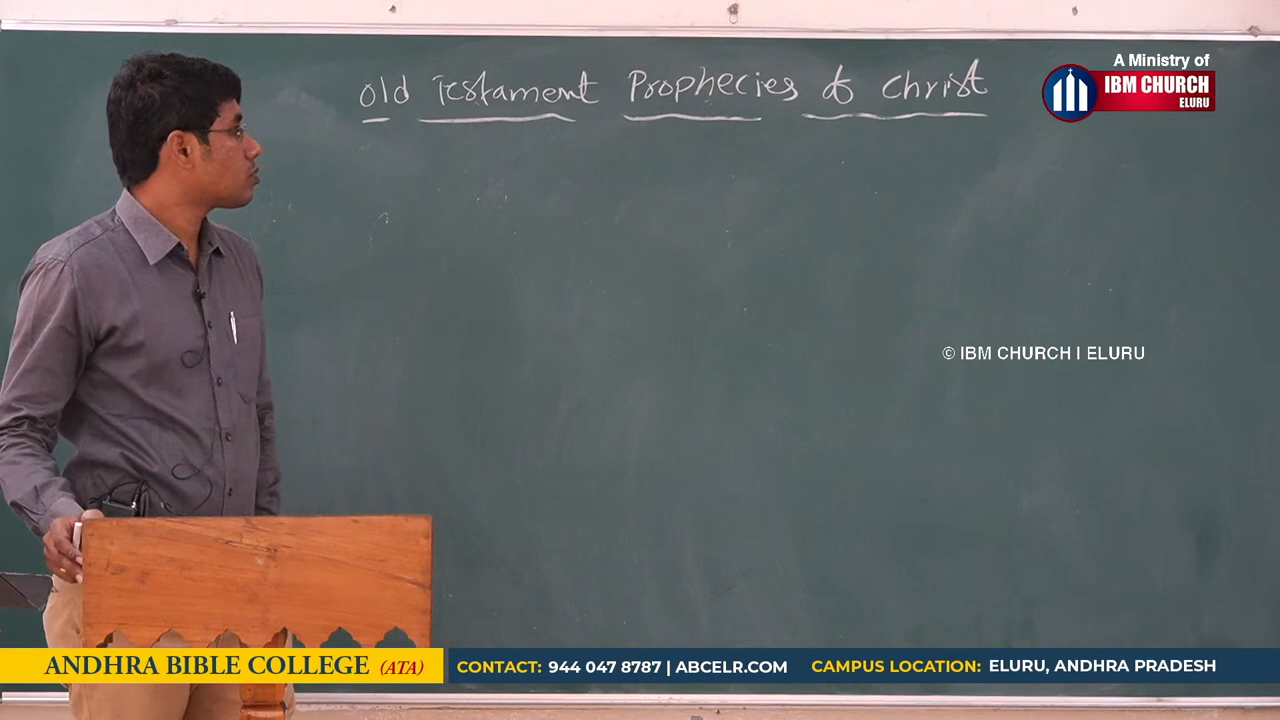 Old Testament Prophecies of Christ
A Ministry of
IBM CHURCH
ELURU
© IBM CHURCH I ELURU
ANDHRA BIBLE COLLEGE (ATA)
CONTACT: 944 047 8787 | ABCELR.COM CAMPUS LOCATION: ELURU, ANDHRA PRADESH